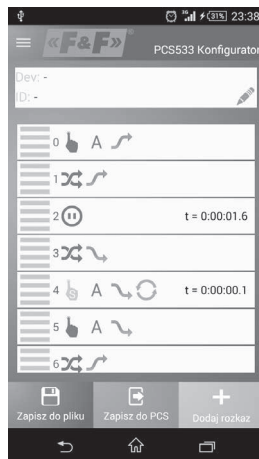 3G 31% 23:38
«F&F» PCS533 Konfigurator
Dev: -
ID: -
0 A
1
2 t = 0:00:01.6
3
4 A t = 0:00:00.1
5 A
6
Zapisz do pliku Zapisz do PCS Dodaj rozkaz